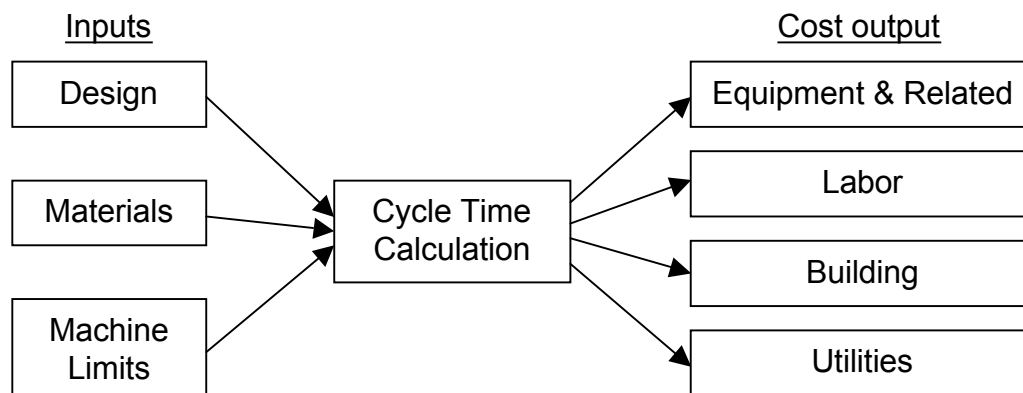 Inputs
Design
Materials
Machine
Limits
Cycle Time
Calculation
Cost output
Equipment & Related
Labor
Building
Utilities